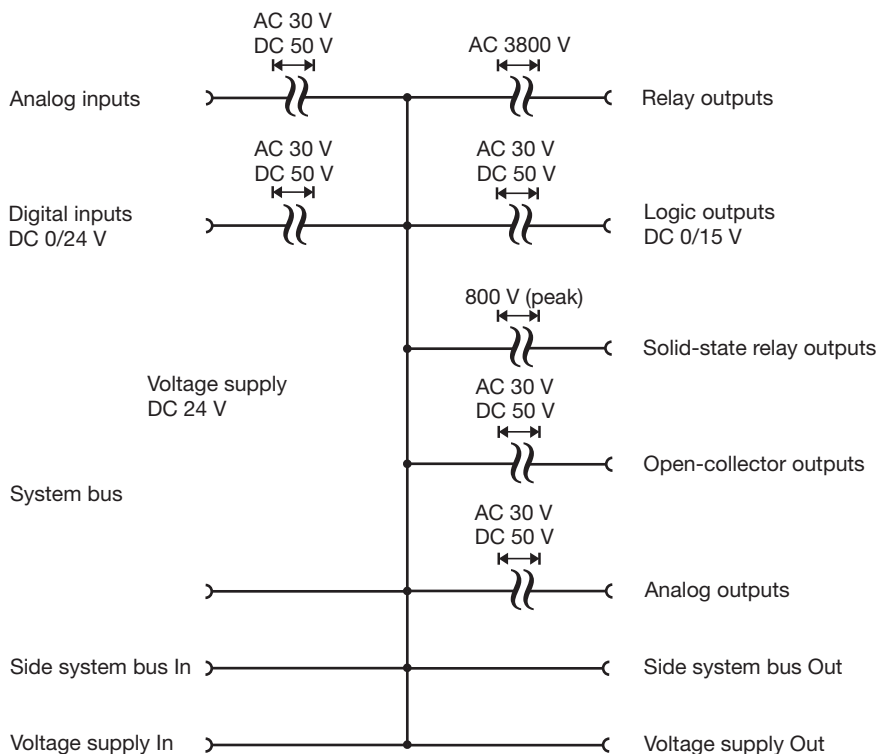 AC 30 V
DC 50 V
AC 3800 V
Analog inputs
Relay outputs
AC 30 V
DC 50 V
AC 30 V
DC 50 V
Digital inputs
DC 0/24 V
Logic outputs
DC 0/15 V
800 V (peak)
Solid-state relay outputs
Voltage supply
DC 24 V
AC 30 V
DC 50 V
Open-collector outputs
System bus
AC 30 V
DC 50 V
Analog outputs
Side system bus In
Side system bus Out
Voltage supply In
Voltage supply Out